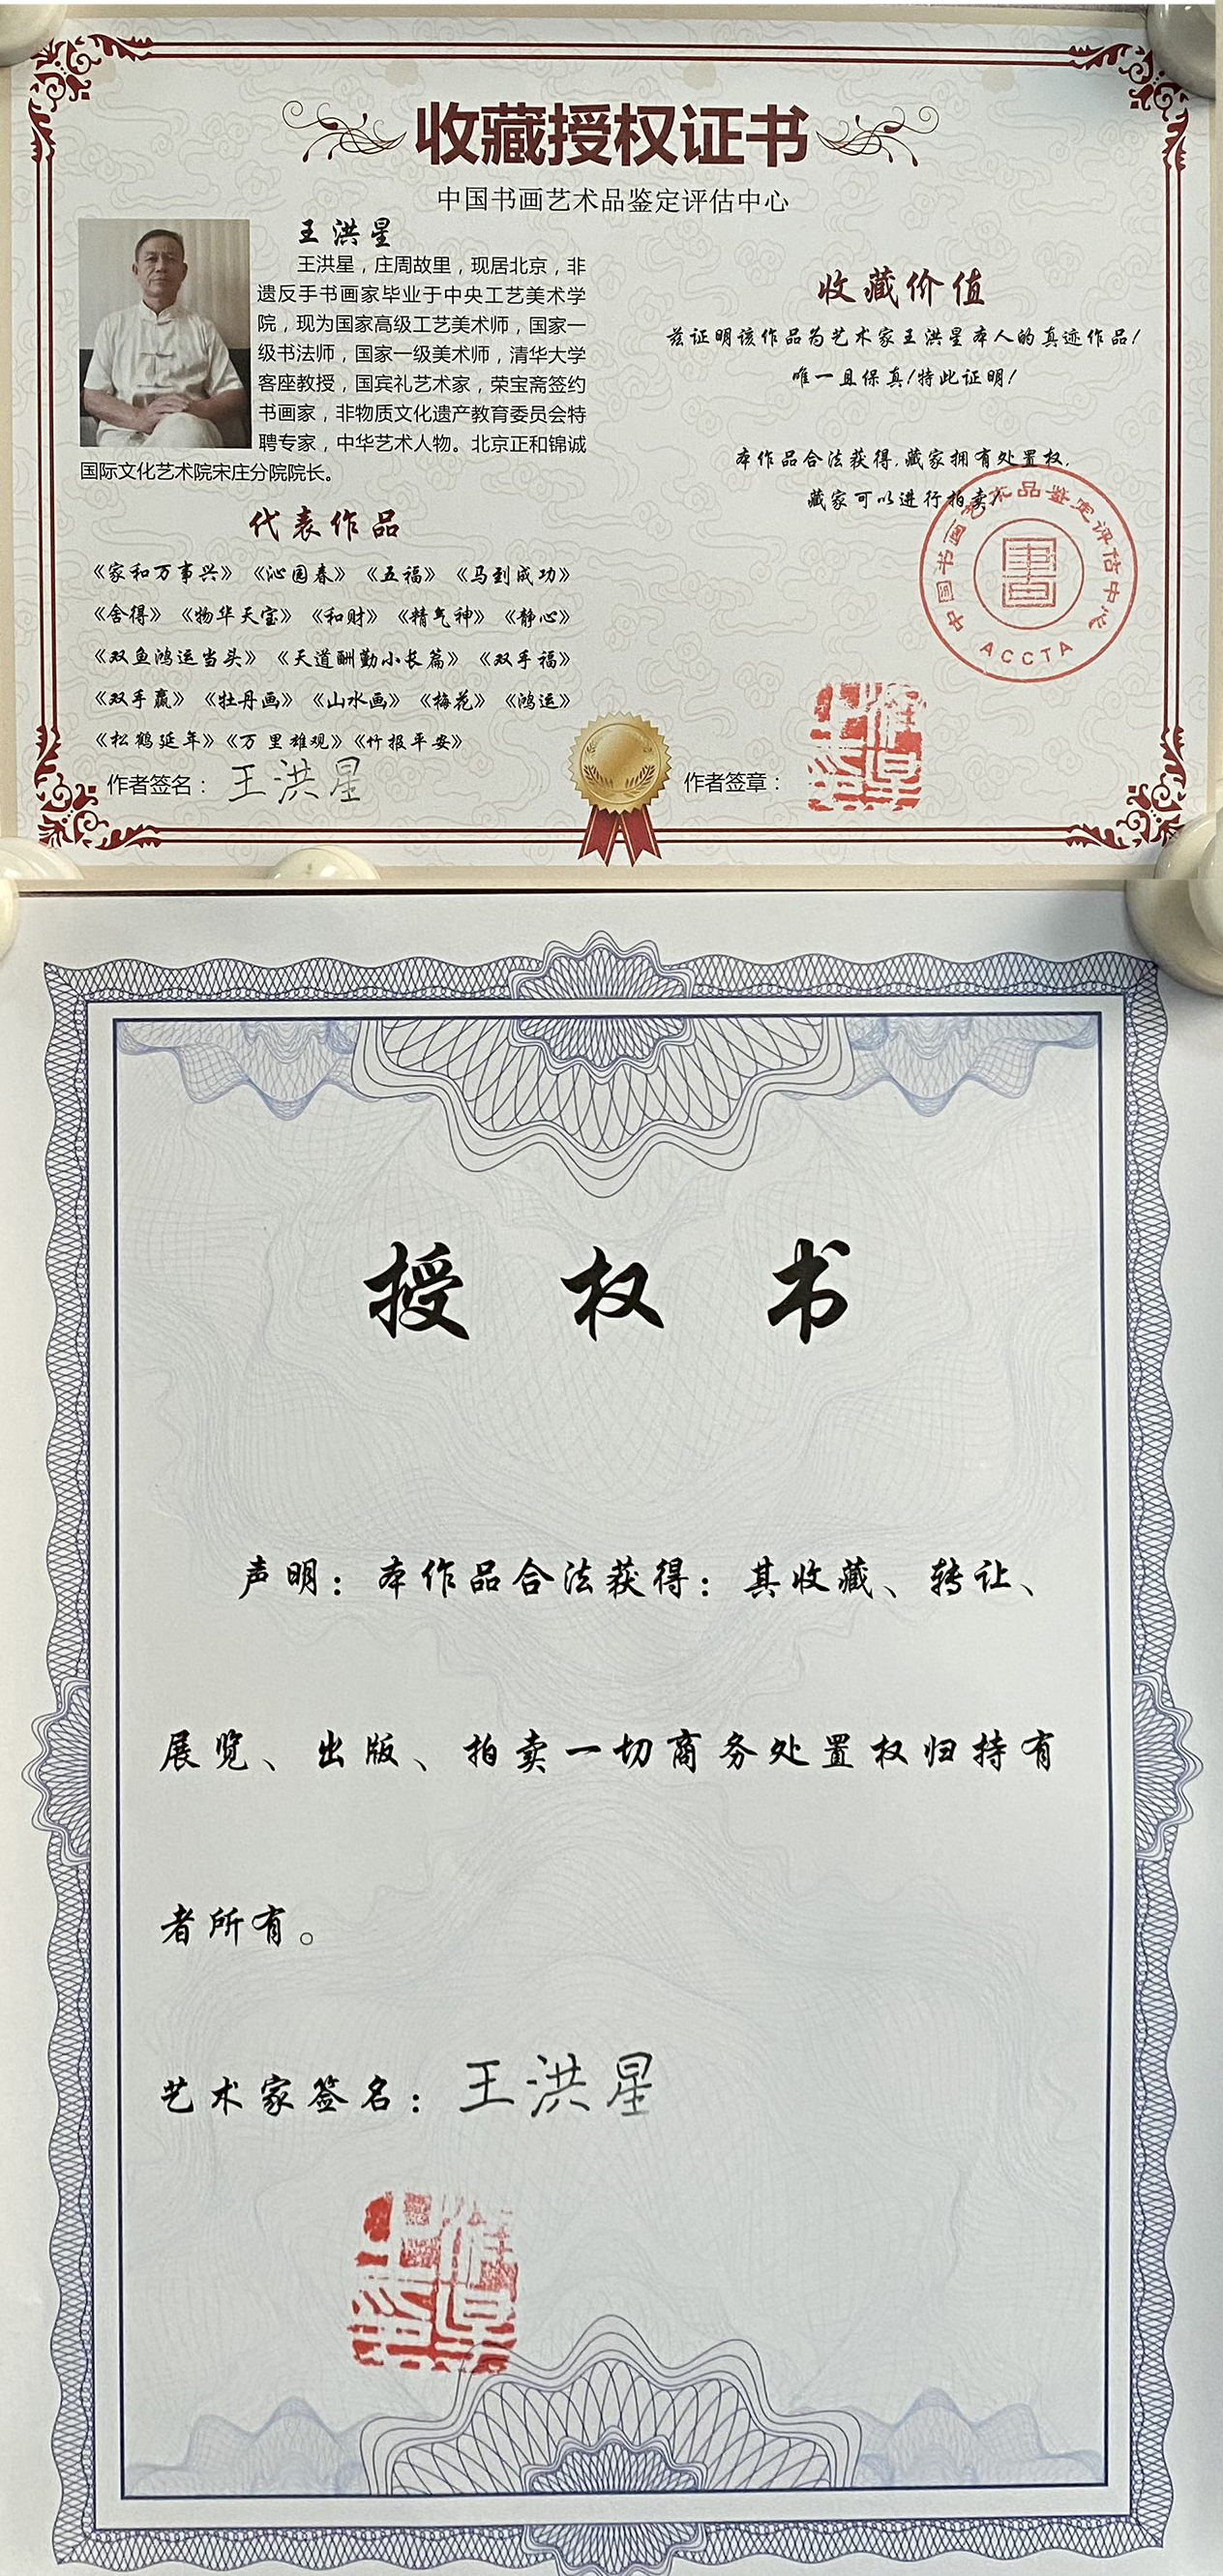 收藏授权证书
中国书画艺术品鉴定评估中心
王洪星
王洪星，庄周故里，现居北京，非
遗反手书画家毕业于中央工艺美术学
院，现为国家高级工艺美术师，国家一
级书法师，国家一级美术师，清华大学
客座教授，国宾礼艺术家，荣宝斋签约
书画家，非物质文化遗产教育委员会特
聘专家，中华艺术人物。北京正和锦诚
国际文化艺术院宋庄分院院长。
代表作品
《家和万事兴》《沁园春》《五福》《马到成功》
《舍得》《物华天宝》《和财》《精气神》《静心》
《双鱼鸿运当头》《天道酬勤小长篇》《双手福》
《双手赢》《牡丹画》《山水画》《梅花》《鸿运》
《松鹤延年》《万里雄观》《竹报平安》
作者签名：王洪星
收藏价值
兹证明该作品为艺术家王洪星本人的真迹作品!
唯一且保真!特此证明!
本作品合法获得,藏家拥有处置权,
藏家可以进行拍卖!
中国书画艺术品鉴定评估中心
ACCTA
作者签章：
授权书
声明：本作品合法获得：其收藏、转让、
展览、出版、拍卖一切商务处置权归持有
者所有。
艺术家签名：王洪星